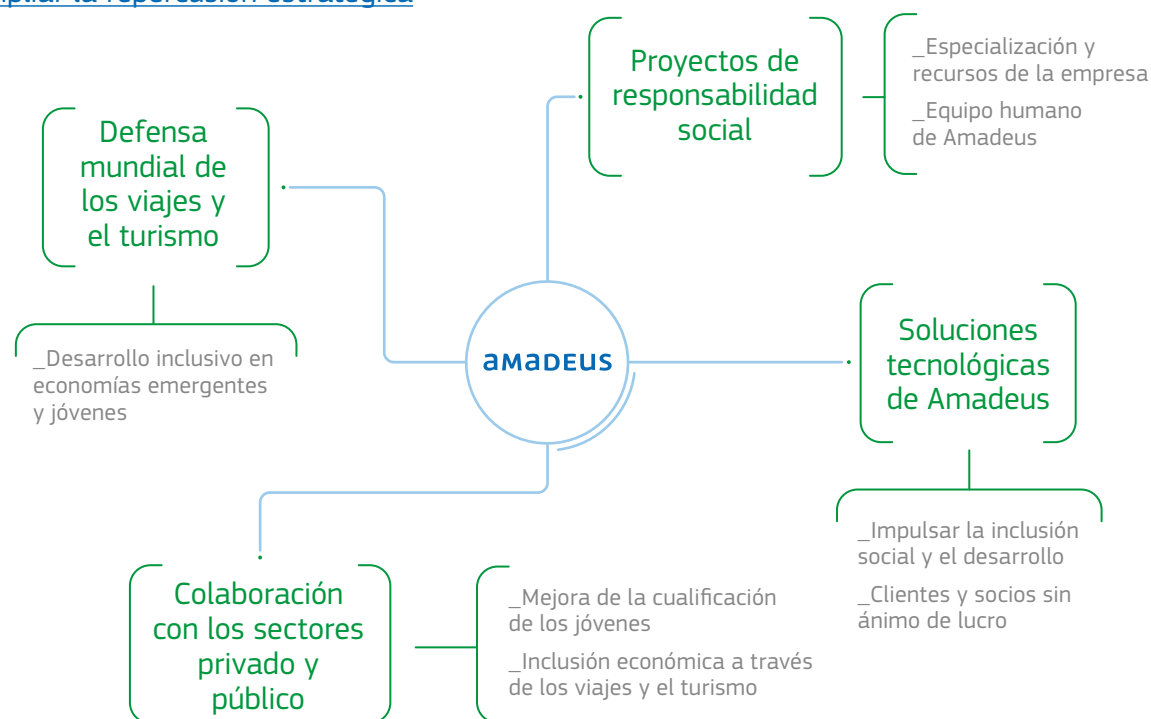 la repercusión estratégica
Proyectos de
responsabilidad
social
_Especialización y
recursos de la empresa
_Equipo humano
de Amadeus
Defensa
mundial de
los viajes y
el turismo
_Desarrollo inclusivo en
economías emergentes
y jóvenes
amadeus
Soluciones
tecnológicas
de Amadeus
_Impulsar la inclusión
social y el desarrollo
_Clientes y socios sin
ánimo de lucro
Colaboración
con los sectores
privado y
público
_Mejora de la cualificación
de los jóvenes
_Inclusión económica a través
de los viajes y el turismo